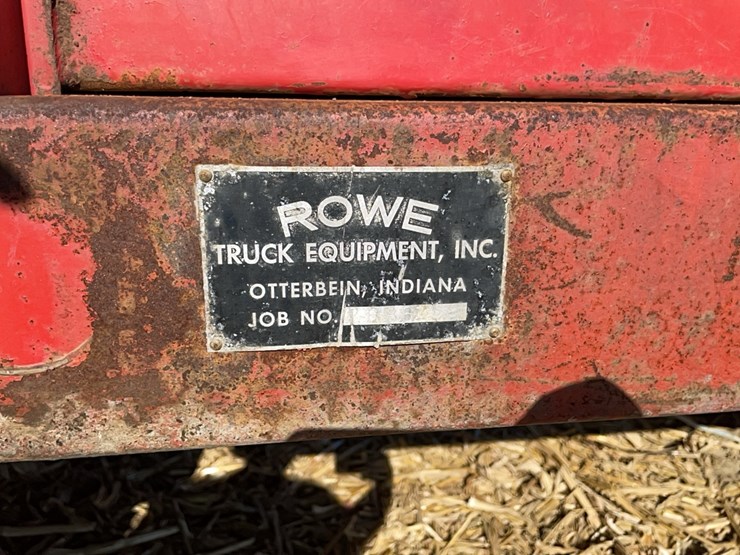 ROWE
TRUCK EQUIPMENT, INC.
OTTERBEIN, INDIANA
JOB NO.